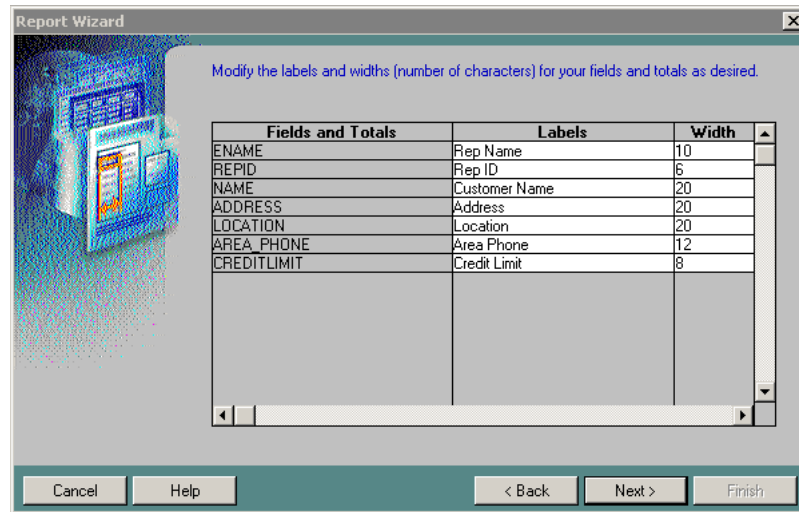 Report Wizard
Modify the labels and widths (number of characters) for your fields and totals as desired.
Fields and Totals Labels Width
ENAME Rep Name 10
REPID Rep ID 6
NAME Customer Name 20
ADDRESS Address 20
LOCATION Location 20
AREA_PHONE Area Phone 12
CREDITLIMIT Credit Limit 8
Cancel Help < Back Next > Finish